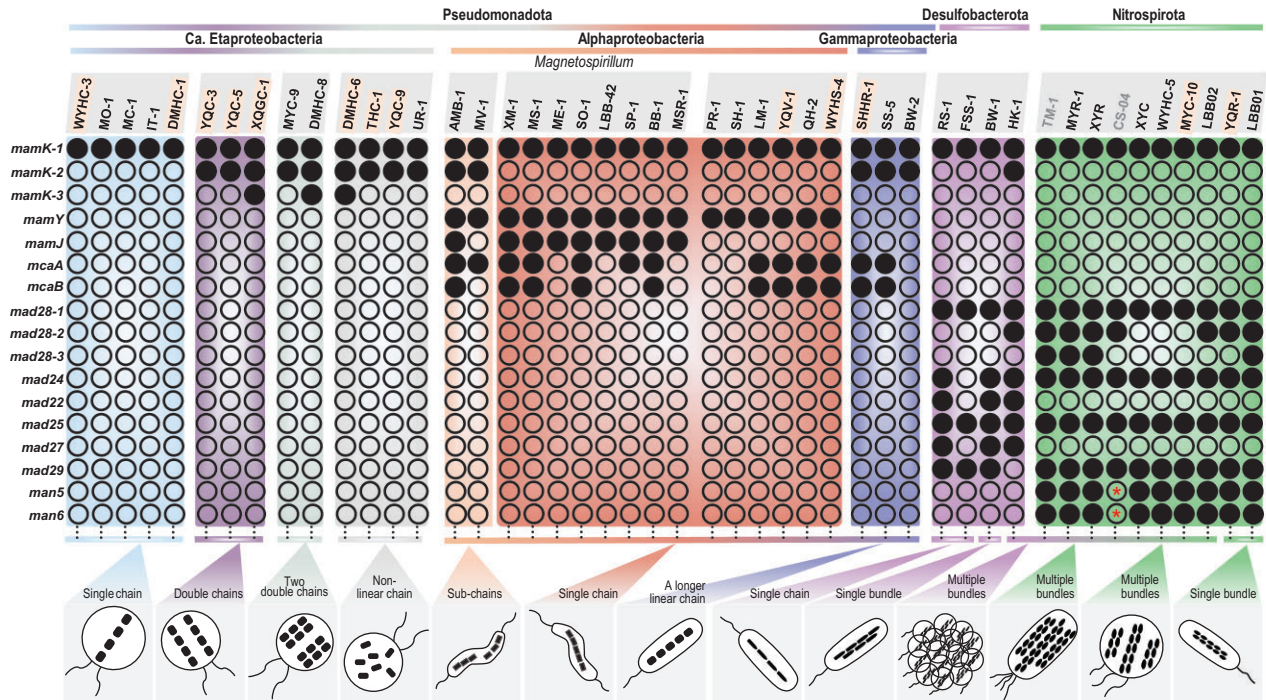 Pseudomonadota Desulfobacterota Nitrospirota
Ca. Etaproteobacteria Alphaproteobacteria Gammaproteobacteria
Magnetospirillum
WYHC-3 MO-1 MC-1 IT-1 DMHC-1 YQC-3 YQC-5 XQGC-1 MYC-9 DMHC-8 DMHC-6 THC-1 YQC-9 UR-1 AMB-1 MV-1 XM-1 MS-1 ME-1 SO-1 LBB-42 SP-1 BB-1 MSR-1 PR-1 SH-1 LM-1 YQV-1 QH-2 WYHS-4 SHHR-1 SS-5 BW-2 RS-1 FSS-1 BW-1 HK-1 TM-1 MYR-1 XYR CS-04 XYC WYHC-5 MYC-10 LBB02 YQR-1 LBB01
mamK-1
mamK-2
mamK-3
mamY
mamJ
mcaA
mcaB
mad28-1
mad28-2
mad28-3
mad24
mad22
mad25
mad27
mad29
man5 *
man6 *
Single chain
Double chains
Two
double chains
Non-
linear chain
Sub-chains
Single chain
A longer
linear chain
Single chain
Single bundle
Multiple
bundles
Multiple
bundles
Multiple
bundles
Single bundle